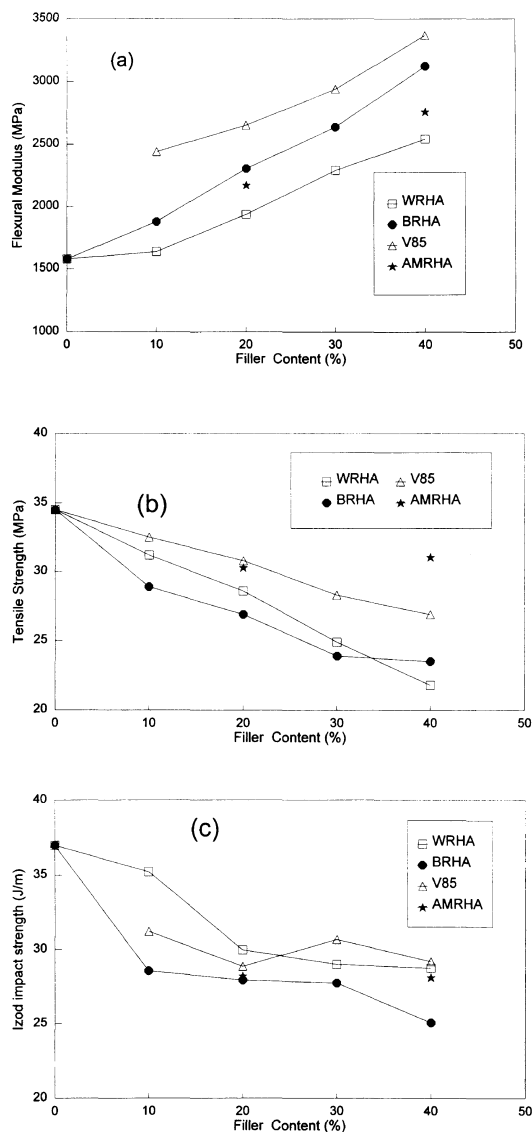 3500
(a)
3000
2500
2000
1500
1000
Flexural Modulus (MPa)
WRHA
BRHA
V85
AMRHA
0 10 20 30 40 50
Filler Content (%)
40
35
30
25
20
Tensile Strength (MPa)
(b)
WRHA V85
BRHA AMRHA
0 10 20 30 40 50
Filler Content (%)
40
35
30
25
20
Izod impact strength (J/m)
(c)
WRHA
BRHA
V85
AMRHA
0 10 20 30 40 50
Filler Content (%)